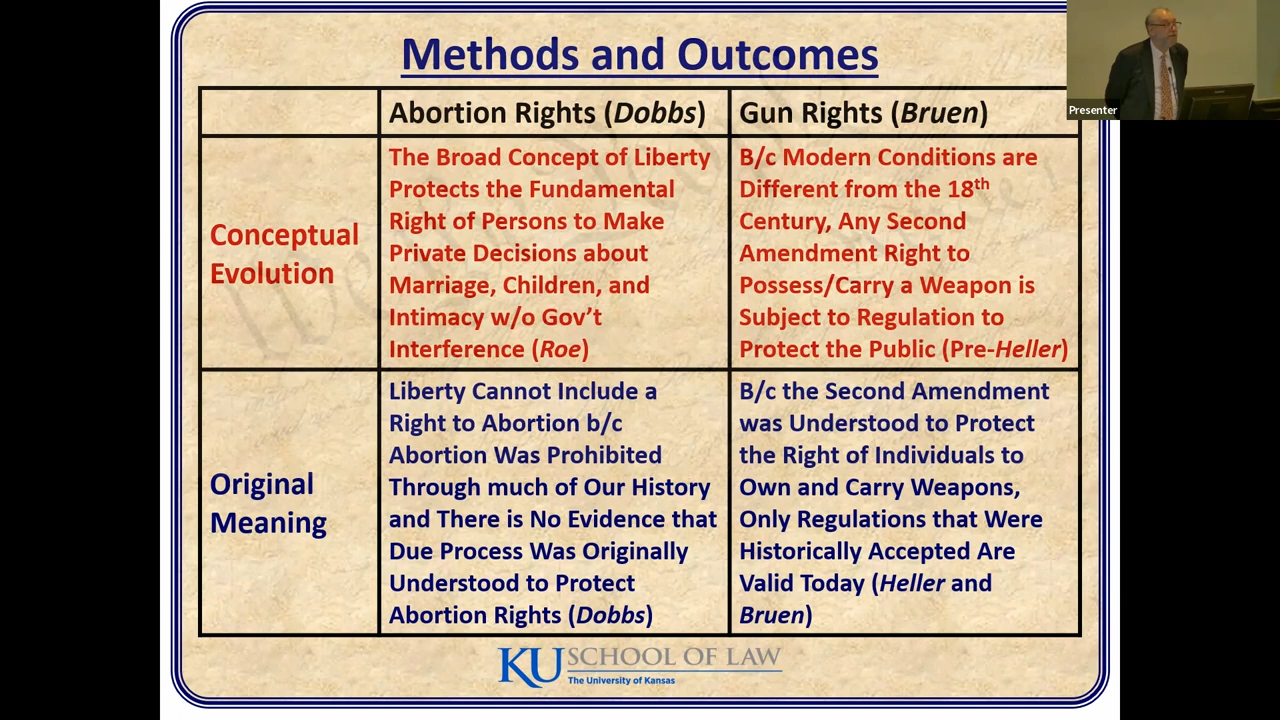 Methods and Outcomes
Abortion Rights (Dobbs)
Gun Rights (Bruen)
Conceptual
Evolution
The Broad Concept of Liberty
Protects the Fundamental
Right of Persons to Make
Private Decisions about
Marriage, Children, and
Intimacy w/o Gov’t
Interference (Roe)
B/c Modern Conditions are
Different from the 18th
Century, Any Second
Amendment Right to
Possess/Carry a Weapon is
Subject to Regulation to
Protect the Public (Pre-Heller)
Original
Meaning
Liberty Cannot Include a
Right to Abortion b/c
Abortion Was Prohibited
Through much of Our History
and There is No Evidence that
Due Process Was Originally
Understood to Protect
Abortion Rights (Dobbs)
B/c the Second Amendment
was Understood to Protect
the Right of Individuals to
Own and Carry Weapons,
Only Regulations that Were
Historically Accepted Are
Valid Today (Heller and
Bruen)
KU SCHOOL OF LAW
The University of Kansas
Presenter